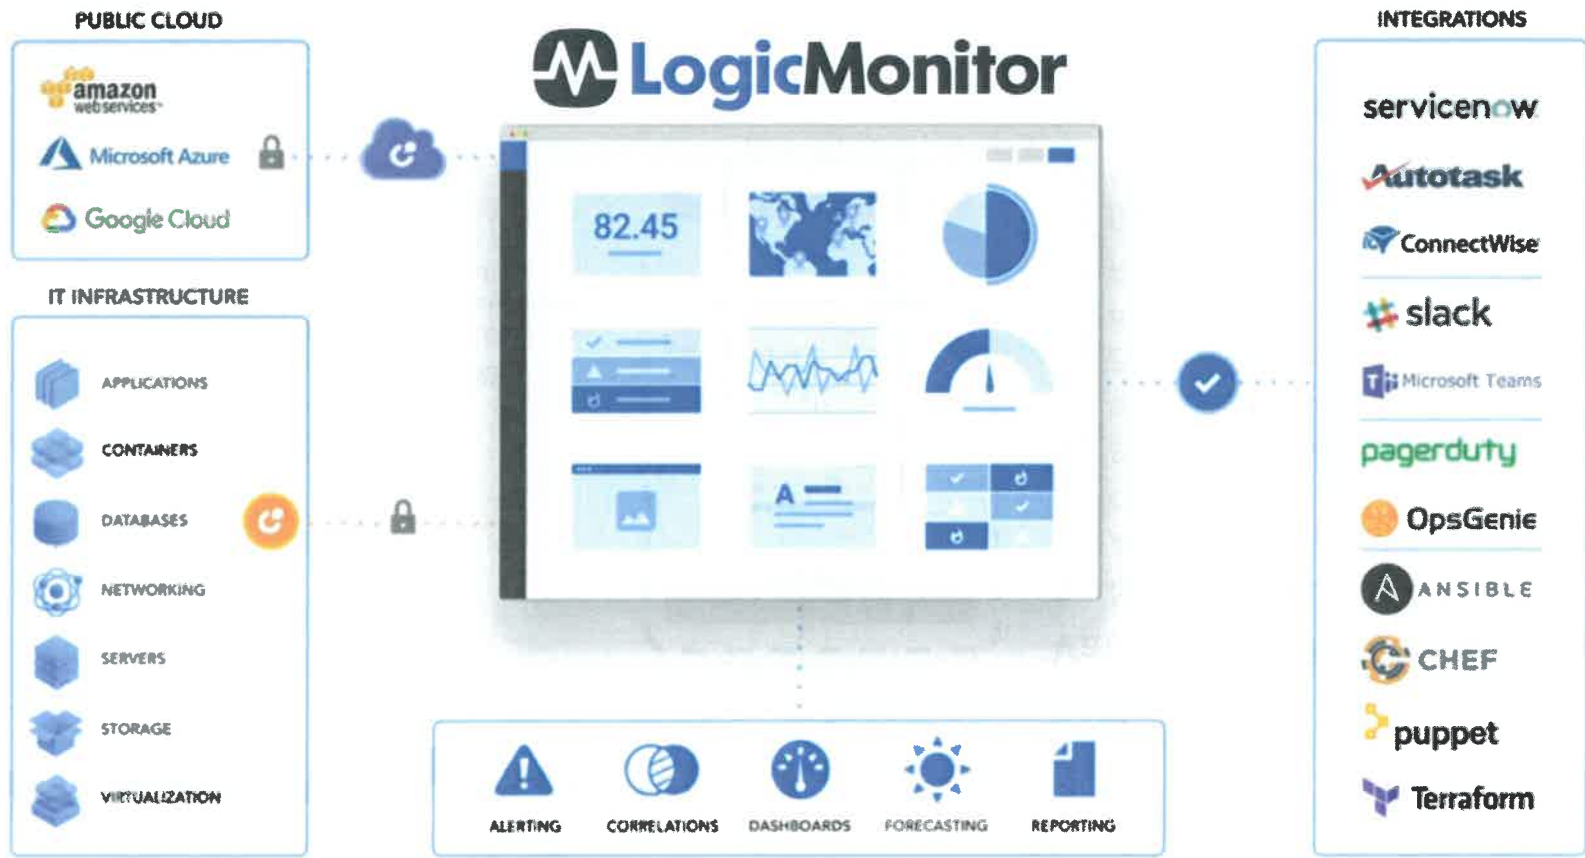 PUBLIC CLOUD
amazon
webservices™
Microsoft Azure
Google Cloud
IT INFRASTRUCTURE
APPLICATIONS
CONTAINERS
DATABASES
NETWORKING
SERVERS
STORAGE
VIRTUALIZATION
LogicMonitor
82.45
A
ALERTING
CORRELATIONS
DASHBOARDS
FORECASTING
REPORTING
INTEGRATIONS
servicenow
Autotask
ConnectWise
slack
Microsoft Teams
pagerduty
OpsGenie
ANSIBLE
CHEF
puppet
Terraform